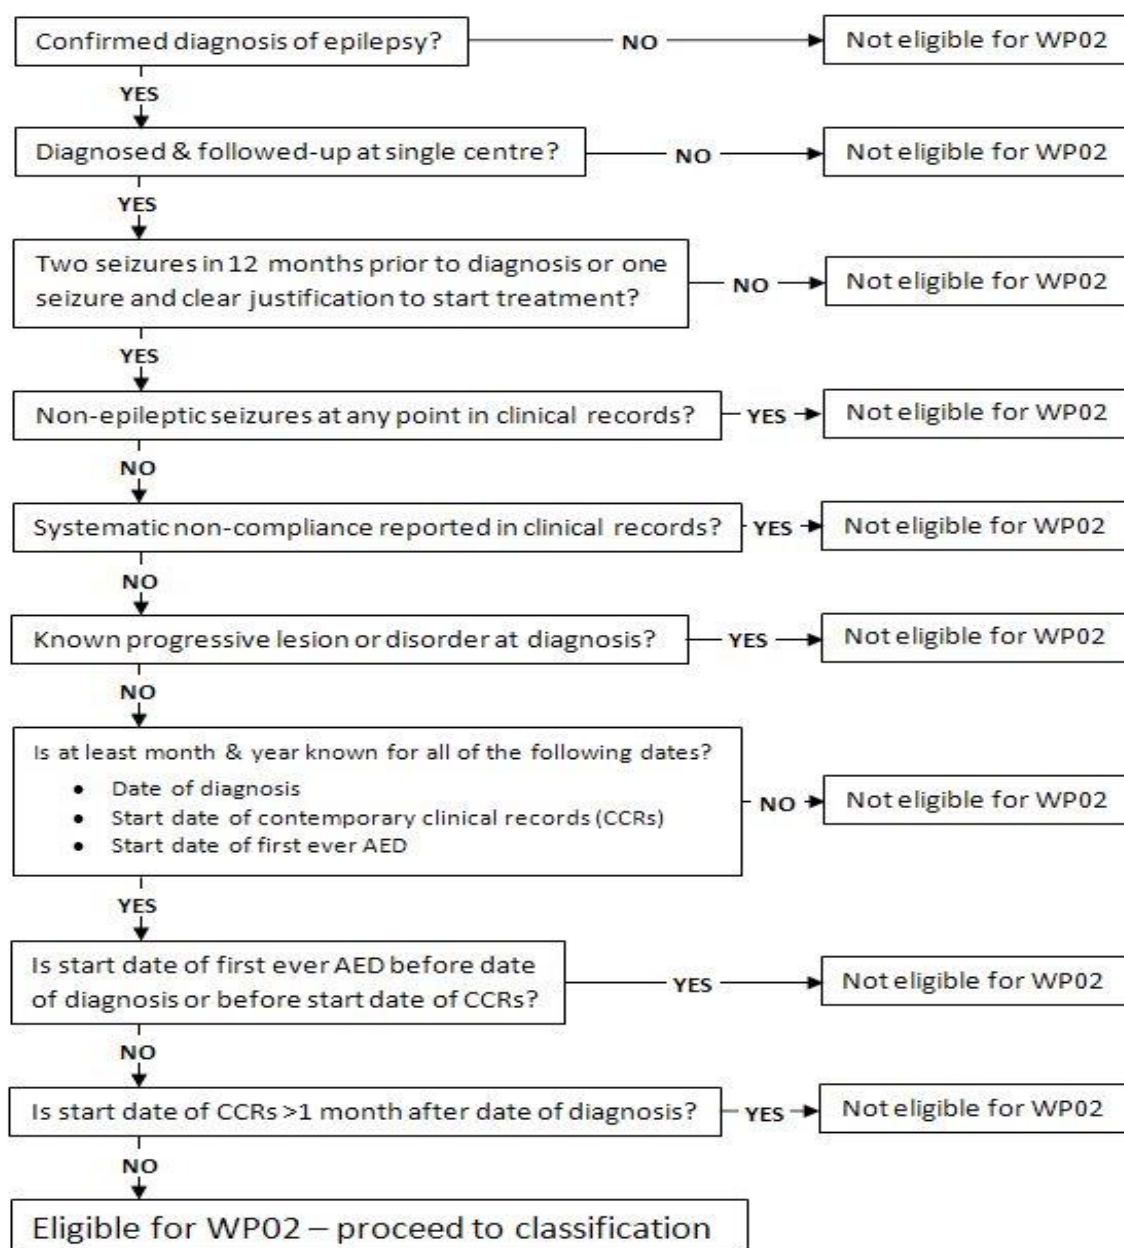 Confirmed diagnosis of epilepsy?
NO
Not eligible for WP02
YES
Diagnosed & followed-up at single centre?
NO
Not eligible for WP02
YES
Two seizures in 12 months prior to diagnosis or one
seizure and clear justification to start treatment?
NO
Not eligible for WP02
YES
Non-epileptic seizures at any point in clinical records?
YES
Not eligible for WP02
NO
Systematic non-compliance reported in clinical records?
YES
Not eligible for WP02
NO
Known progressive lesion or disorder at diagnosis?
YES
Not eligible for WP02
NO
Is at least month & year known for all of the following dates?
• Date of diagnosis
• Start date of contemporary clinical records (CCRs)
• Start date of first ever AED
NO
Not eligible for WP02
YES
Is start date of first ever AED before date
of diagnosis or before start date of CCRs?
YES
Not eligible for WP02
NO
Is start date of CCRs >1 month after date of diagnosis?
YES
Not eligible for WP02
NO
Eligible for WP02 – proceed to classification